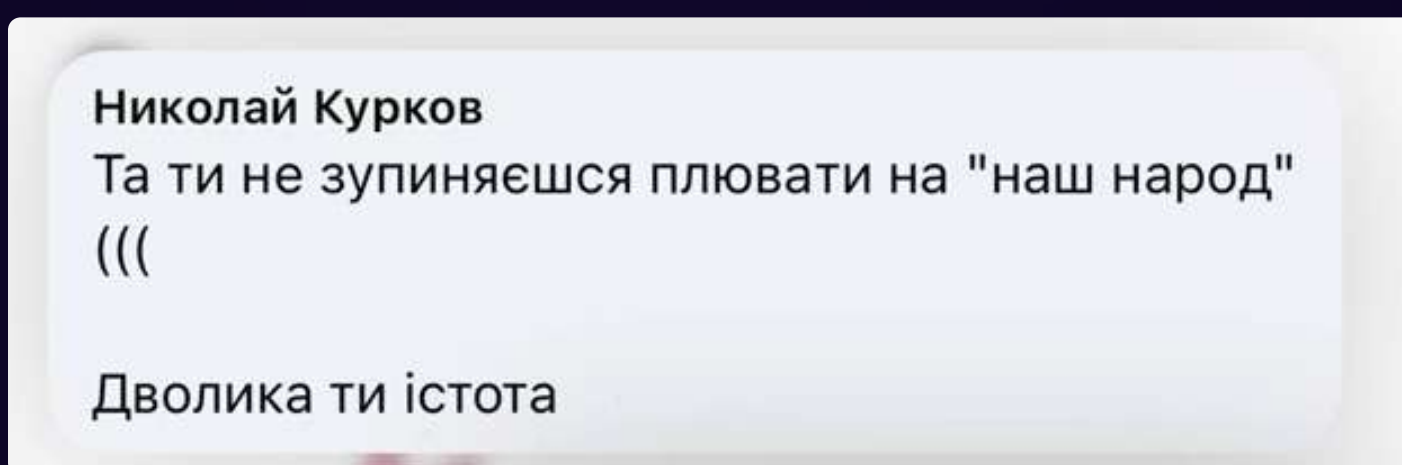 Николай Курков
Та ти не зупиняєшся плювати на "наш народ"
(((
Дволика ти істота